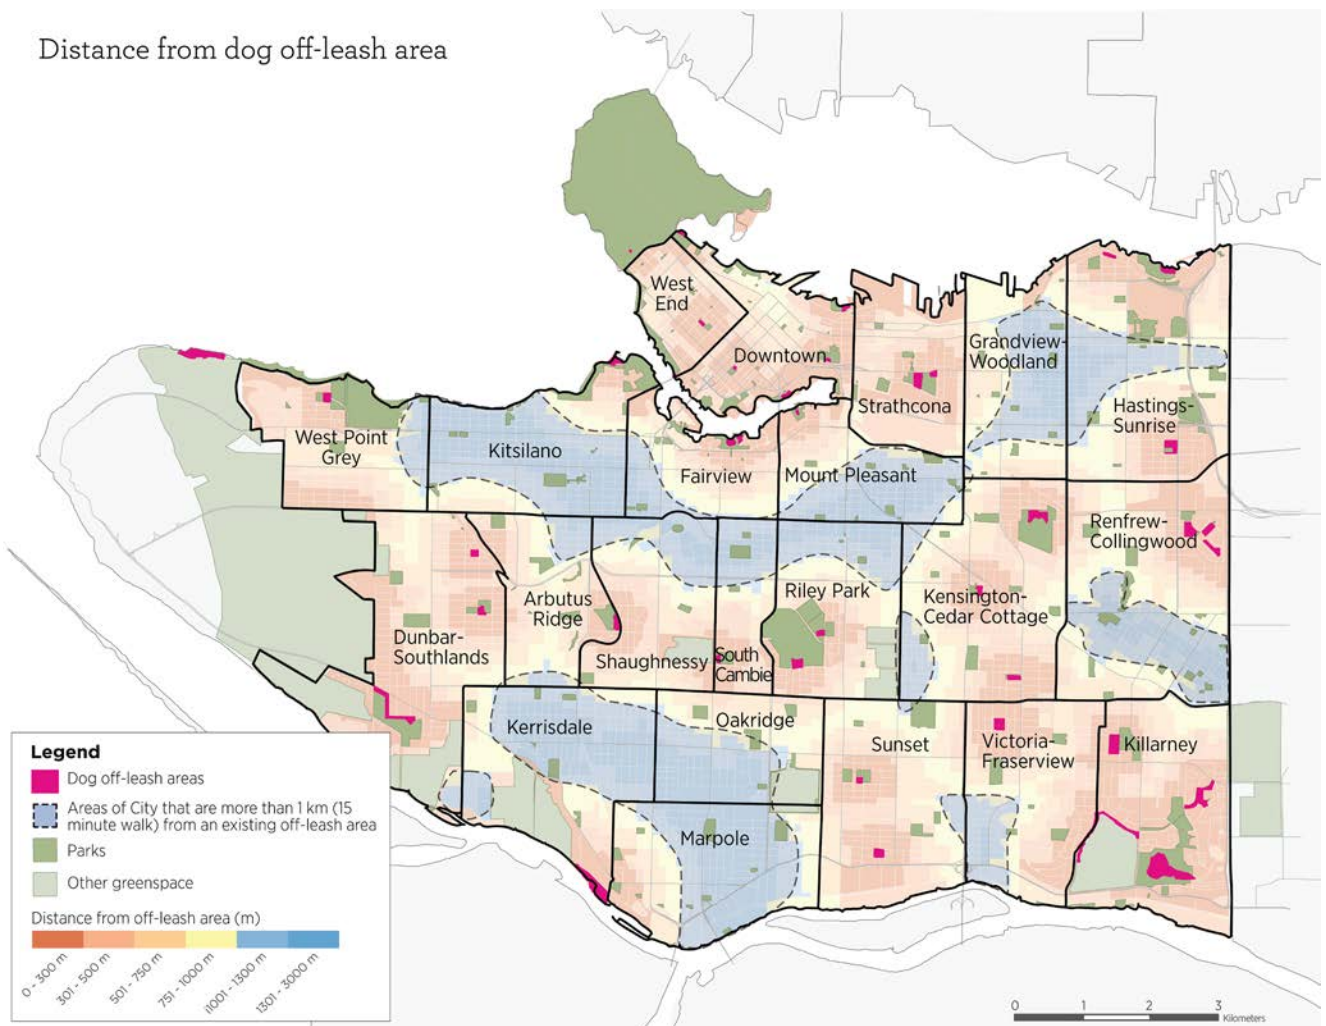 Distance from dog off-leash area
West
End
Downtown
Grandview-
Woodland
Strathcona
Hastings-
Sunrise
West Point
Grey
Kitsilano
Fairview
Mount Pleasant
Renfrew-
Collingwood
Arbutus
Ridge
Riley Park
Kensington-
Cedar Cottage
Dunbar-
Southlands
Shaughnessy
South
Cambie
Kerrisdale
Oakridge
Sunset
Victoria-
Fraserview
Killarney
Marpole
Legend
Dog off-leash areas
Areas of City that are more than 1 km (15
minute walk) from an existing off-leash area
Parks
Other greenspace
Distance from off-leash area (m)
0 - 300 m
301 - 500 m
501 - 750 m
751 - 1000 m
i1001 - 1300 m
1301 - 3000 m
0 1 2 3
Kilometers